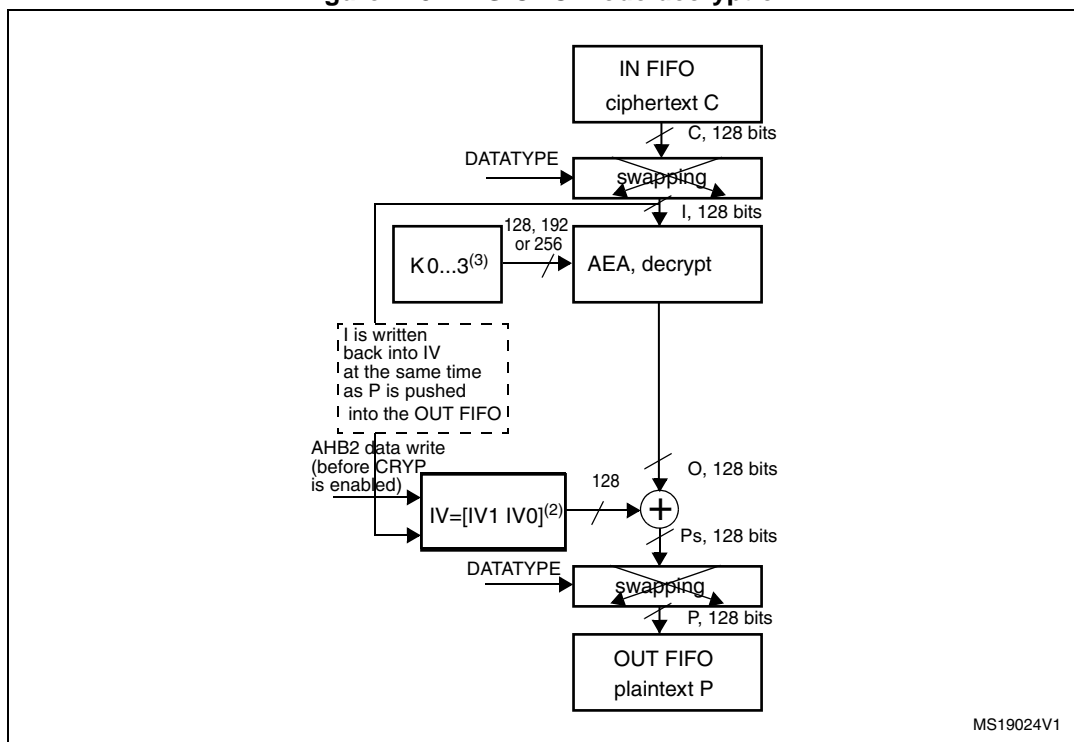 IN FIFO
ciphertext C
C, 128 bits
DATATYPE
swapping
I, 128 bits
128, 192
or 256
K 0...3(3)
AEA, decrypt
I is written
back into IV
at the same time
as P is pushed
into the OUT FIFO
AHB2 data write
(before CRYP
is enabled)
IV=[IV1 IV0](2)
128
O, 128 bits
+
Ps, 128 bits
DATATYPE
swapping
P, 128 bits
OUT FIFO
plaintext P
MS19024V1